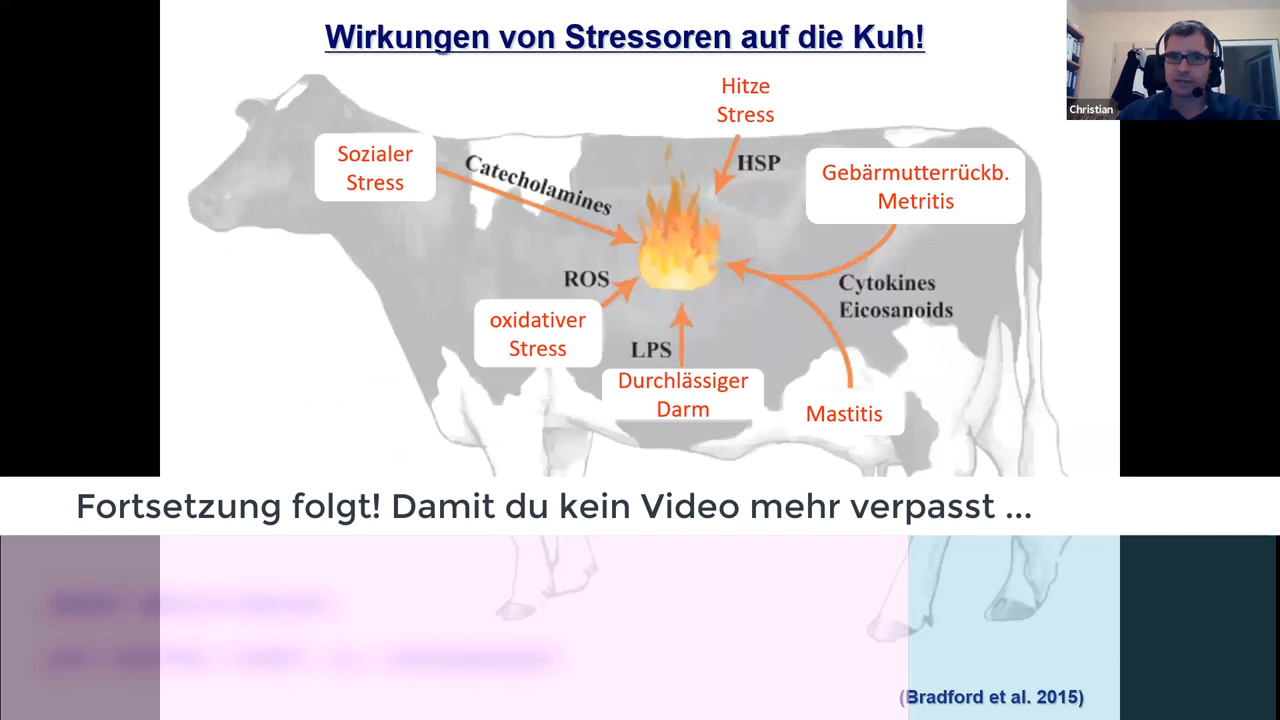 Wirkungen von Stressoren auf die Kuh!
Christian
Hitze
Stress
HSP
Sozialer
Stress
Catecholamines
Gebärmutterrückb.
Metritis
ROS
Cytokines
Eicosanoids
oxidativer
Stress
LPS
Durchlässiger
Darm
Mastitis
Fortsetzung folgt! Damit du kein Video mehr verpasst ...
(Bradford et al. 2015)